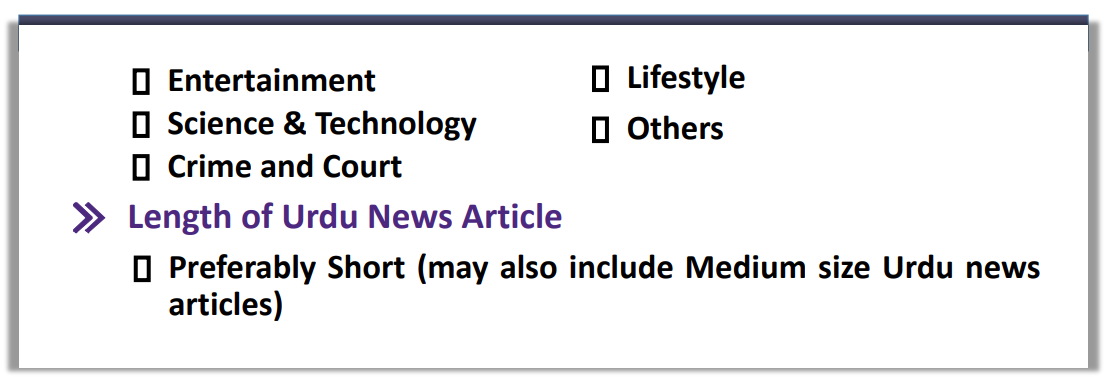 Entertainment
Science & Technology
Crime and Court
Lifestyle
Others
Length of Urdu News Article
Preferably Short (may also include Medium size Urdu news
articles)